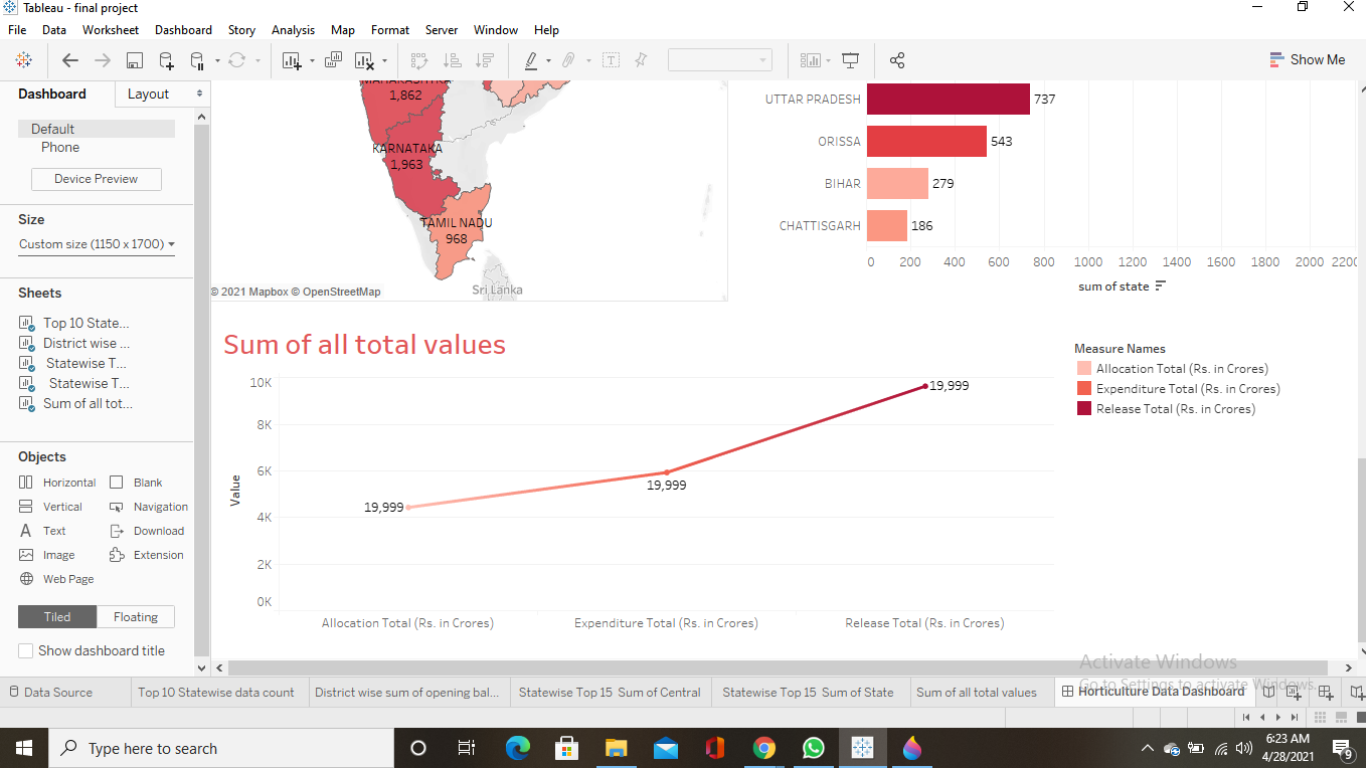 Tableau - final project
File Data Worksheet Dashboard Story Analysis Map Format Server Window Help
Show Me
Dashboard Layout
Default
Phone
Device Preview
Size
Custom size (1150 x 1700)
Sheets
Top 10 State...
District wise ...
Statewise T...
Statewise T...
Sum of all tot...
Objects
Horizontal Blank
Vertical Navigation
Text Download
Image Extension
Web Page
Tiled Floating
Show dashboard title
1,862
KARNATAKA
1,963
TAMIL NADU
968
Sri Lanka
© 2021 Mapbox © OpenStreetMap
UTTAR PRADESH 737
ORISSA 543
BIHAR 279
CHATTISGARH 186
0 200 400 600 800 1000 1200 1400 1600 1800 2000 2200
sum of state
Sum of all total values
Value
10K
8K
6K
4K
2K
0K
19,999
19,999
19,999
Allocation Total (Rs. in Crores) Expenditure Total (Rs. in Crores) Release Total (Rs. in Crores)
Measure Names
Allocation Total (Rs. in Crores)
Expenditure Total (Rs. in Crores)
Release Total (Rs. in Crores)
Activate Windows
Go to Settings to activate Windows.
Data Source Top 10 Statewise data count District wise sum of opening bal... Statewise Top 15 Sum of Central Statewise Top 15 Sum of State Sum of all total values Horticulture Data Dashboard
Type here to search
6:23 AM
4/28/2021
9